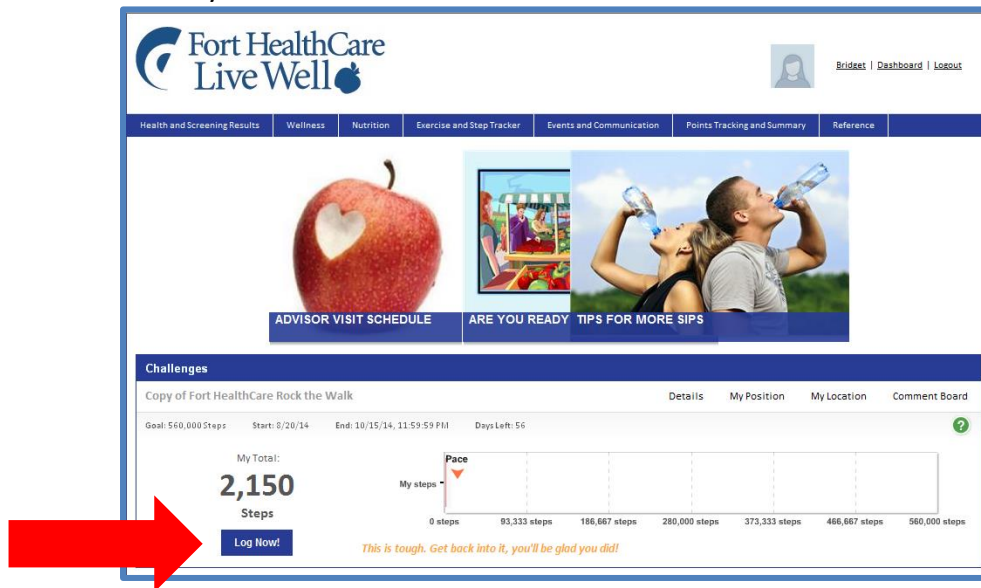 Fort HealthCare
Live Well
Bridget | Dashboard | Logout
Health and Screening Results Wellness Nutrition Exercise and Step Tracker Events and Communication Points Tracking and Summary Reference
ADVISOR VISIT SCHEDULE ARE YOU READY TIPS FOR MORE SIPS
Challenges
Copy of Fort HealthCare Rock the Walk Details My Position My Location Comment Board
Goal: 560,000 Steps Start: 8/20/14 End: 10/15/14, 11:59:59 PM Days Left: 56 ?
My Total:
2,150
Steps
Log Now!
Pace
My steps
0 steps 93,333 steps 186,667 steps 280,000 steps 373,333 steps 466,667 steps 560,000 steps
This is tough. Get back into it, you'll be glad you did!